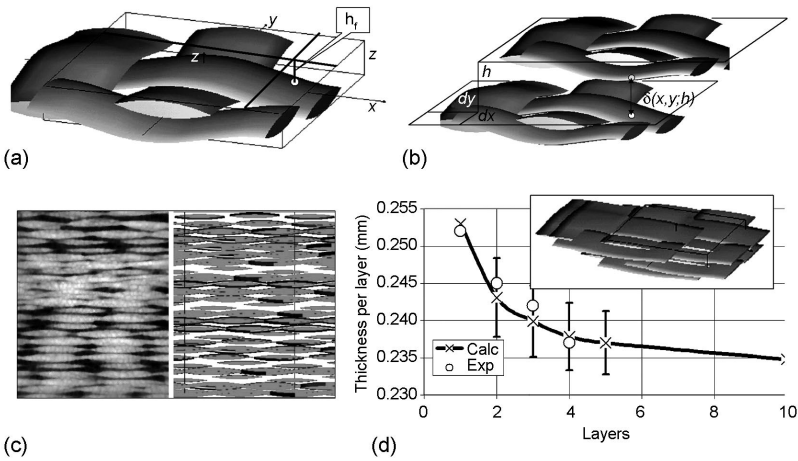 h_f
y
z
z
x
(a)
h
δ(x,y;h)
dy
dx
(b)
(c)
Thickness per layer (mm)
0.255
0.250
0.245
0.240
0.235
0.230
Calc
Exp
0 2 4 6 8 10
Layers
(d)